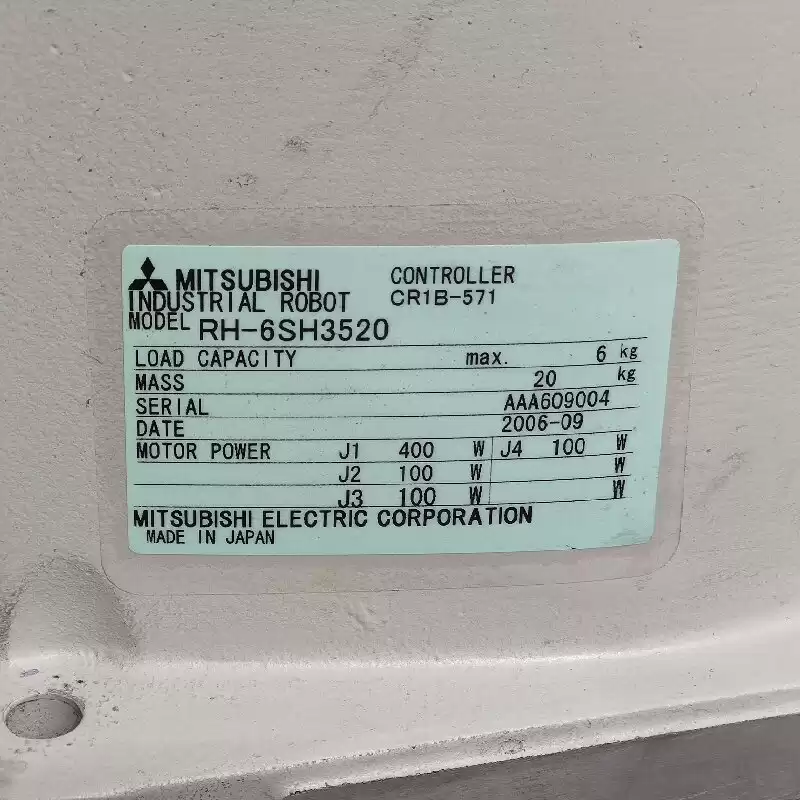 MITSUBISHI CONTROLLER
INDUSTRIAL ROBOT CR1B-571
MODEL RH-6SH3520
LOAD CAPACITY max. 6 kg
MASS 20 kg
SERIAL AAA609004
DATE 2006-09
MOTOR POWER J1 400 W J4 100 W
J2 100 W W
J3 100 W W
MITSUBISHI ELECTRIC CORPORATION
MADE IN JAPAN